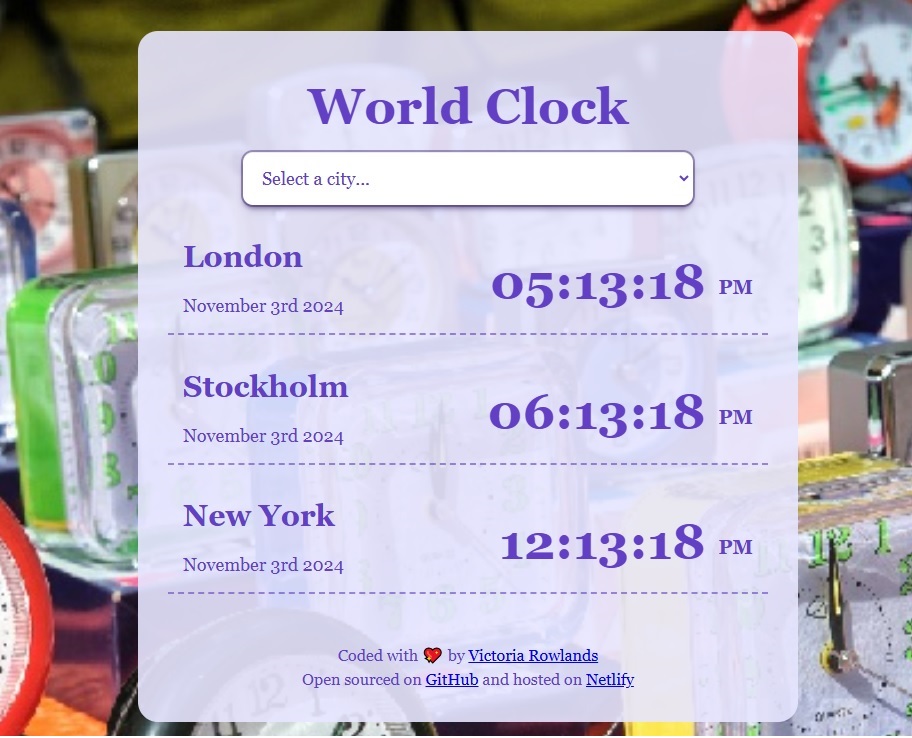 World Clock
Select a city...
London
November 3rd 2024
05:13:18 PM
Stockholm
November 3rd 2024
06:13:18 PM
New York
November 3rd 2024
12:13:18 PM
Coded with 💘 by Victoria Rowlands
Open sourced on GitHub and hosted on Netlify